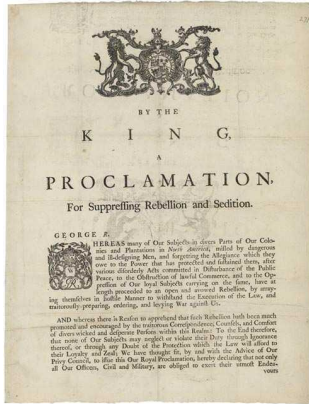 BY THE
KING,
A
PROCLAMATION,
For Suppreſſing Rebellion and Sedition.
GEORGE R.
WHEREAS many of Our Subjects in divers Parts of Our Colo-
nies and Plantations in North America, miſled by dangerous
and ill-deſigning Men, and forgetting the Allegiance which they
owe to the Power that has protected and ſuſtained them, after
various diſorderly Acts committed in Diſturbance of the Public
Peace, to the Obſtruction of lawful Commerce, and to the Op-
preſſion of Our loyal Subjects carrying on the ſame, have at
length proceeded to an open and avowed Rebellion, by array-
ing themſelves in hoſtile Manner to withſtand the Execution of the Law, and
traitorouſly preparing, ordering, and levying War againſt Us.
AND whereas there is Reaſon to apprehend that ſuch Rebellion hath been much
promoted and encouraged by the traitorous Correſpondence, Counſels, and Comfort
of divers wicked and deſperate Perſons within this Realm: To the End therefore,
that none of Our Subjects may neglect or violate their Duty through Ignorance
thereof, or through any Doubt of the Protection which the Law will afford to
their Loyalty and Zeal; We have thought fit, by and with the Advice of Our
Privy Council, to iſſue this Our Royal Proclamation, hereby declaring that not only
all Our Officers, Civil and Military, are obliged to exert their utmoſt Endea-
vours